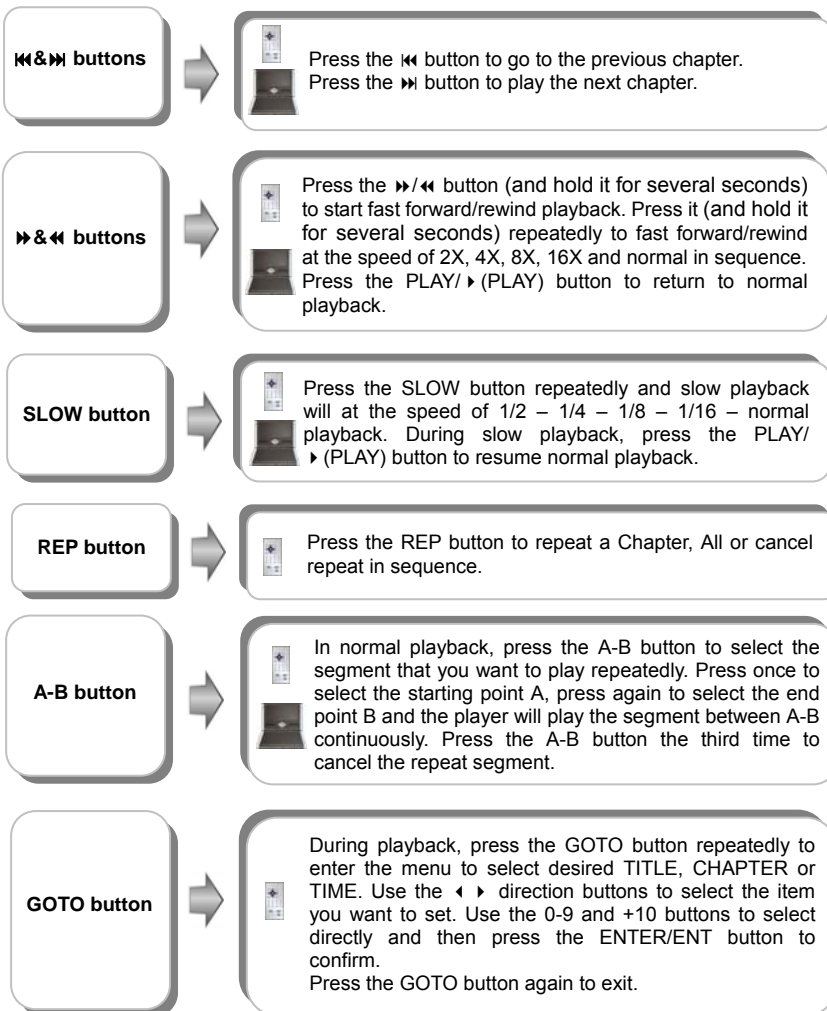 ⏮&⏭ buttons
Press the ⏮ button to go to the previous chapter.
Press the ⏭ button to play the next chapter.
⏩&⏪ buttons
Press the ⏩/⏪ button (and hold it for several seconds)
to start fast forward/rewind playback. Press it (and hold it
for several seconds) repeatedly to fast forward/rewind
at the speed of 2X, 4X, 8X, 16X and normal in sequence.
Press the PLAY/⏵(PLAY) button to return to normal
playback.
SLOW button
Press the SLOW button repeatedly and slow playback
will at the speed of 1/2 – 1/4 – 1/8 – 1/16 – normal
playback. During slow playback, press the PLAY/
⏵(PLAY) button to resume normal playback.
REP button
Press the REP button to repeat a Chapter, All or cancel
repeat in sequence.
A-B button
In normal playback, press the A-B button to select the
segment that you want to play repeatedly. Press once to
select the starting point A, press again to select the end
point B and the player will play the segment between A-B
continuously. Press the A-B button the third time to
cancel the repeat segment.
GOTO button
During playback, press the GOTO button repeatedly to
enter the menu to select desired TITLE, CHAPTER or
TIME. Use the ⏴ ⏵ direction buttons to select the item
you want to set. Use the 0-9 and +10 buttons to select
directly and then press the ENTER/ENT button to
confirm.
Press the GOTO button again to exit.